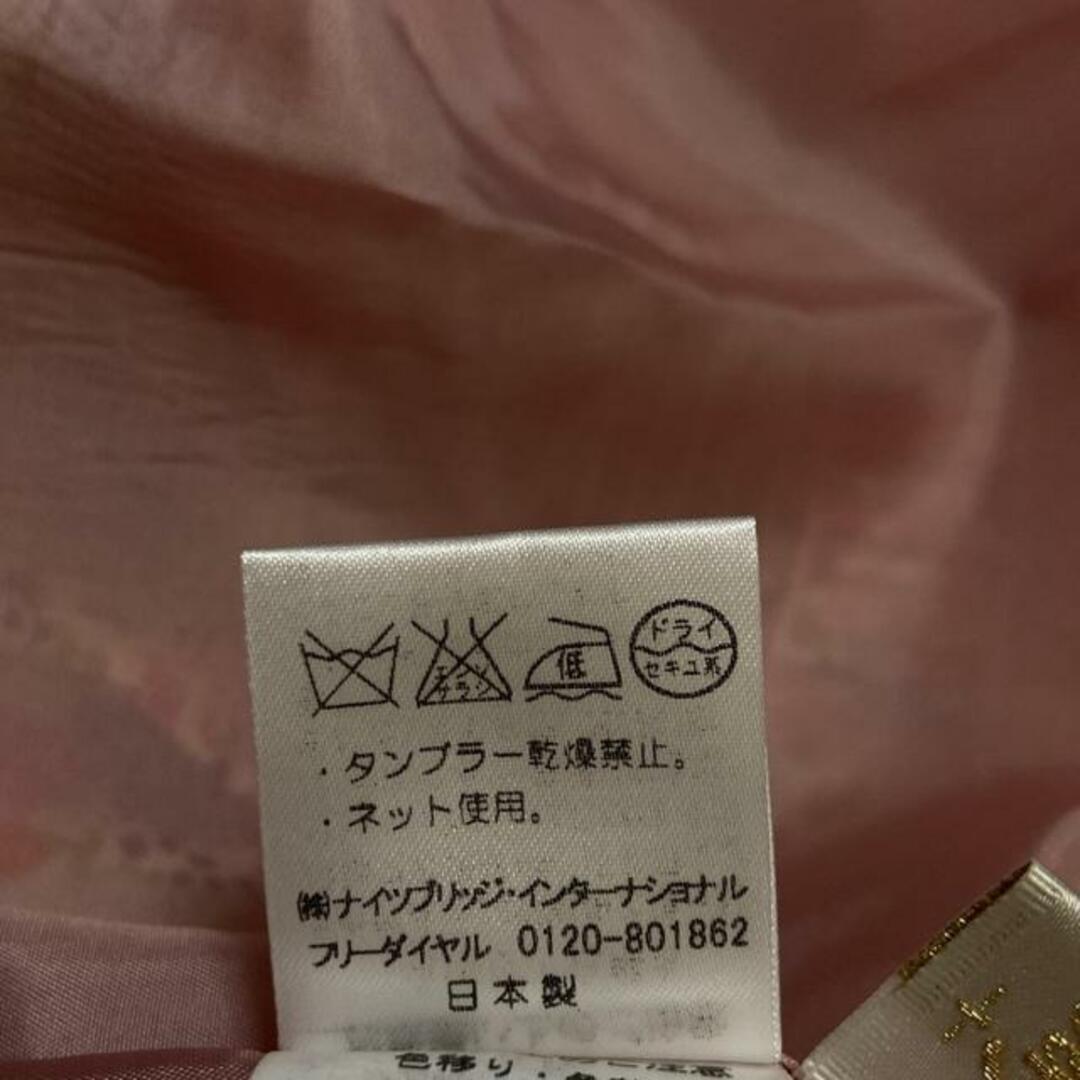 エンソ
サラシ
低
ドライ
セキユ系
・タンブラー乾燥禁止。
・ネット使用。
㈱ナイツブリッジ・インターナショナル
フリーダイヤル 0120-801862
日本製
色移り・